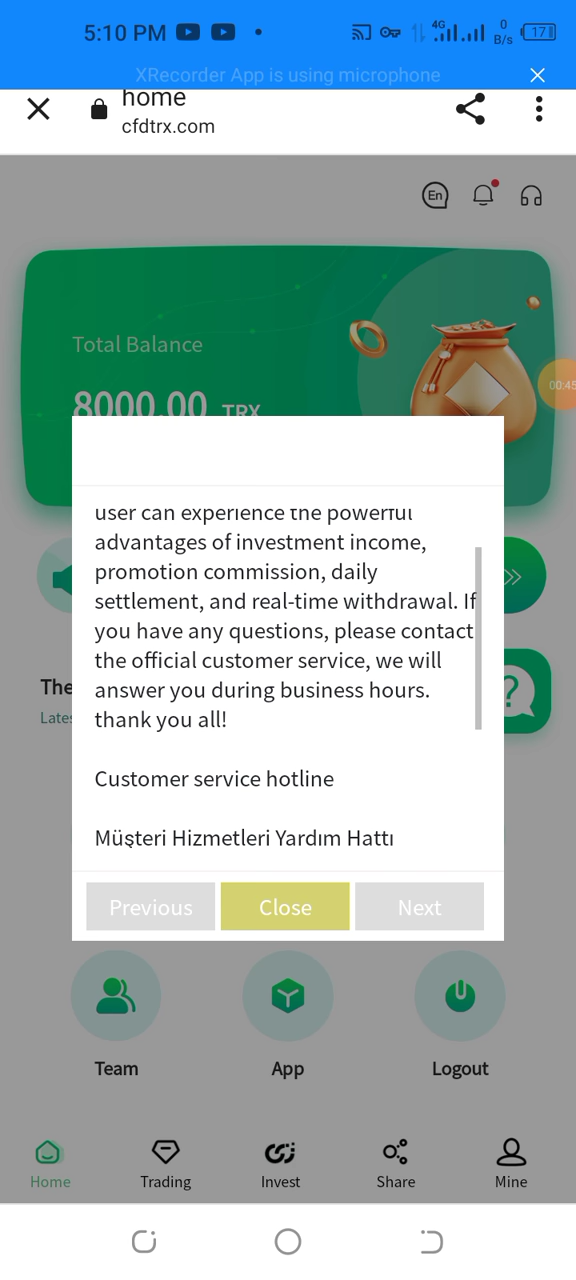 5:10 PM
4G
0
B/s
17
XRecorder App is using microphone
home
cfdtrx.com
En
Total Balance
8000.00 TRX
00:45
user can experience the powerful
advantages of investment income,
promotion commission, daily
settlement, and real-time withdrawal. If
you have any questions, please contact
the official customer service, we will
answer you during business hours.
thank you all!
Customer service hotline
Müşteri Hizmetleri Yardım Hattı
The
Lates
?
Previous
Close
Next
Team
App
Logout
Home
Trading
Invest
Share
Mine